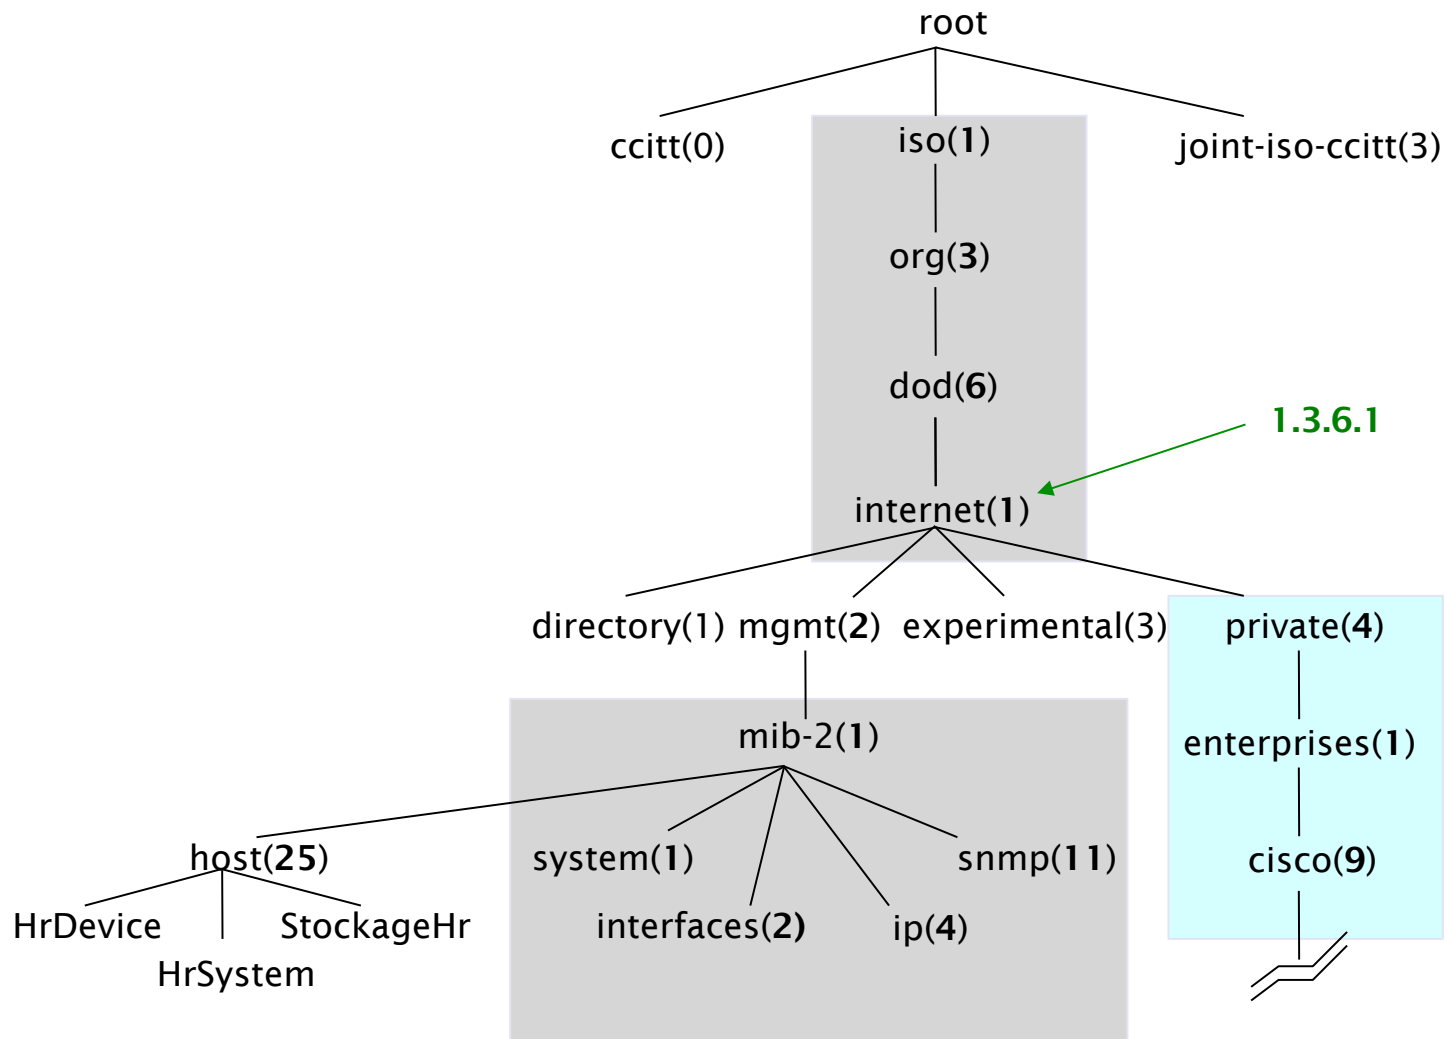 root
ccitt(0)
iso(1)
joint-iso-ccitt(3)
org(3)
dod(6)
1.3.6.1
internet(1)
directory(1) mgmt(2) experimental(3) private(4)
mib-2(1)
enterprises(1)
host(25)
system(1)
snmp(11)
cisco(9)
HrDevice
StockageHr
interfaces(2)
ip(4)
HrSystem